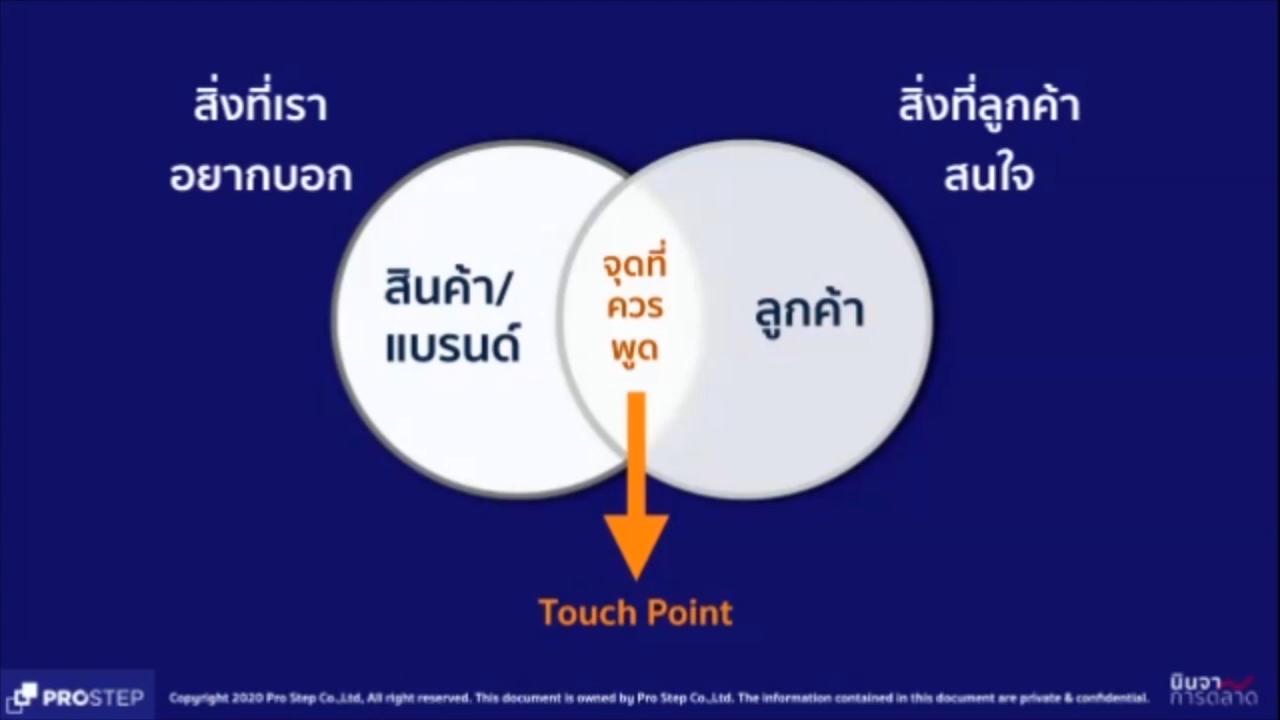 สิ่งที่เรา
อยากบอก
สิ่งที่ลูกค้า
สนใจ
สินค้า/
แบรนด์
จุดที่
ควร
พูด
ลูกค้า
Touch Point
PROSTEP
Copyright 2020 Pro Step Co.,Ltd, All right reserved. This document is owned by Pro Step Co.,Ltd. The information contained in this document are private & confidential.
นินจา
การตลาด